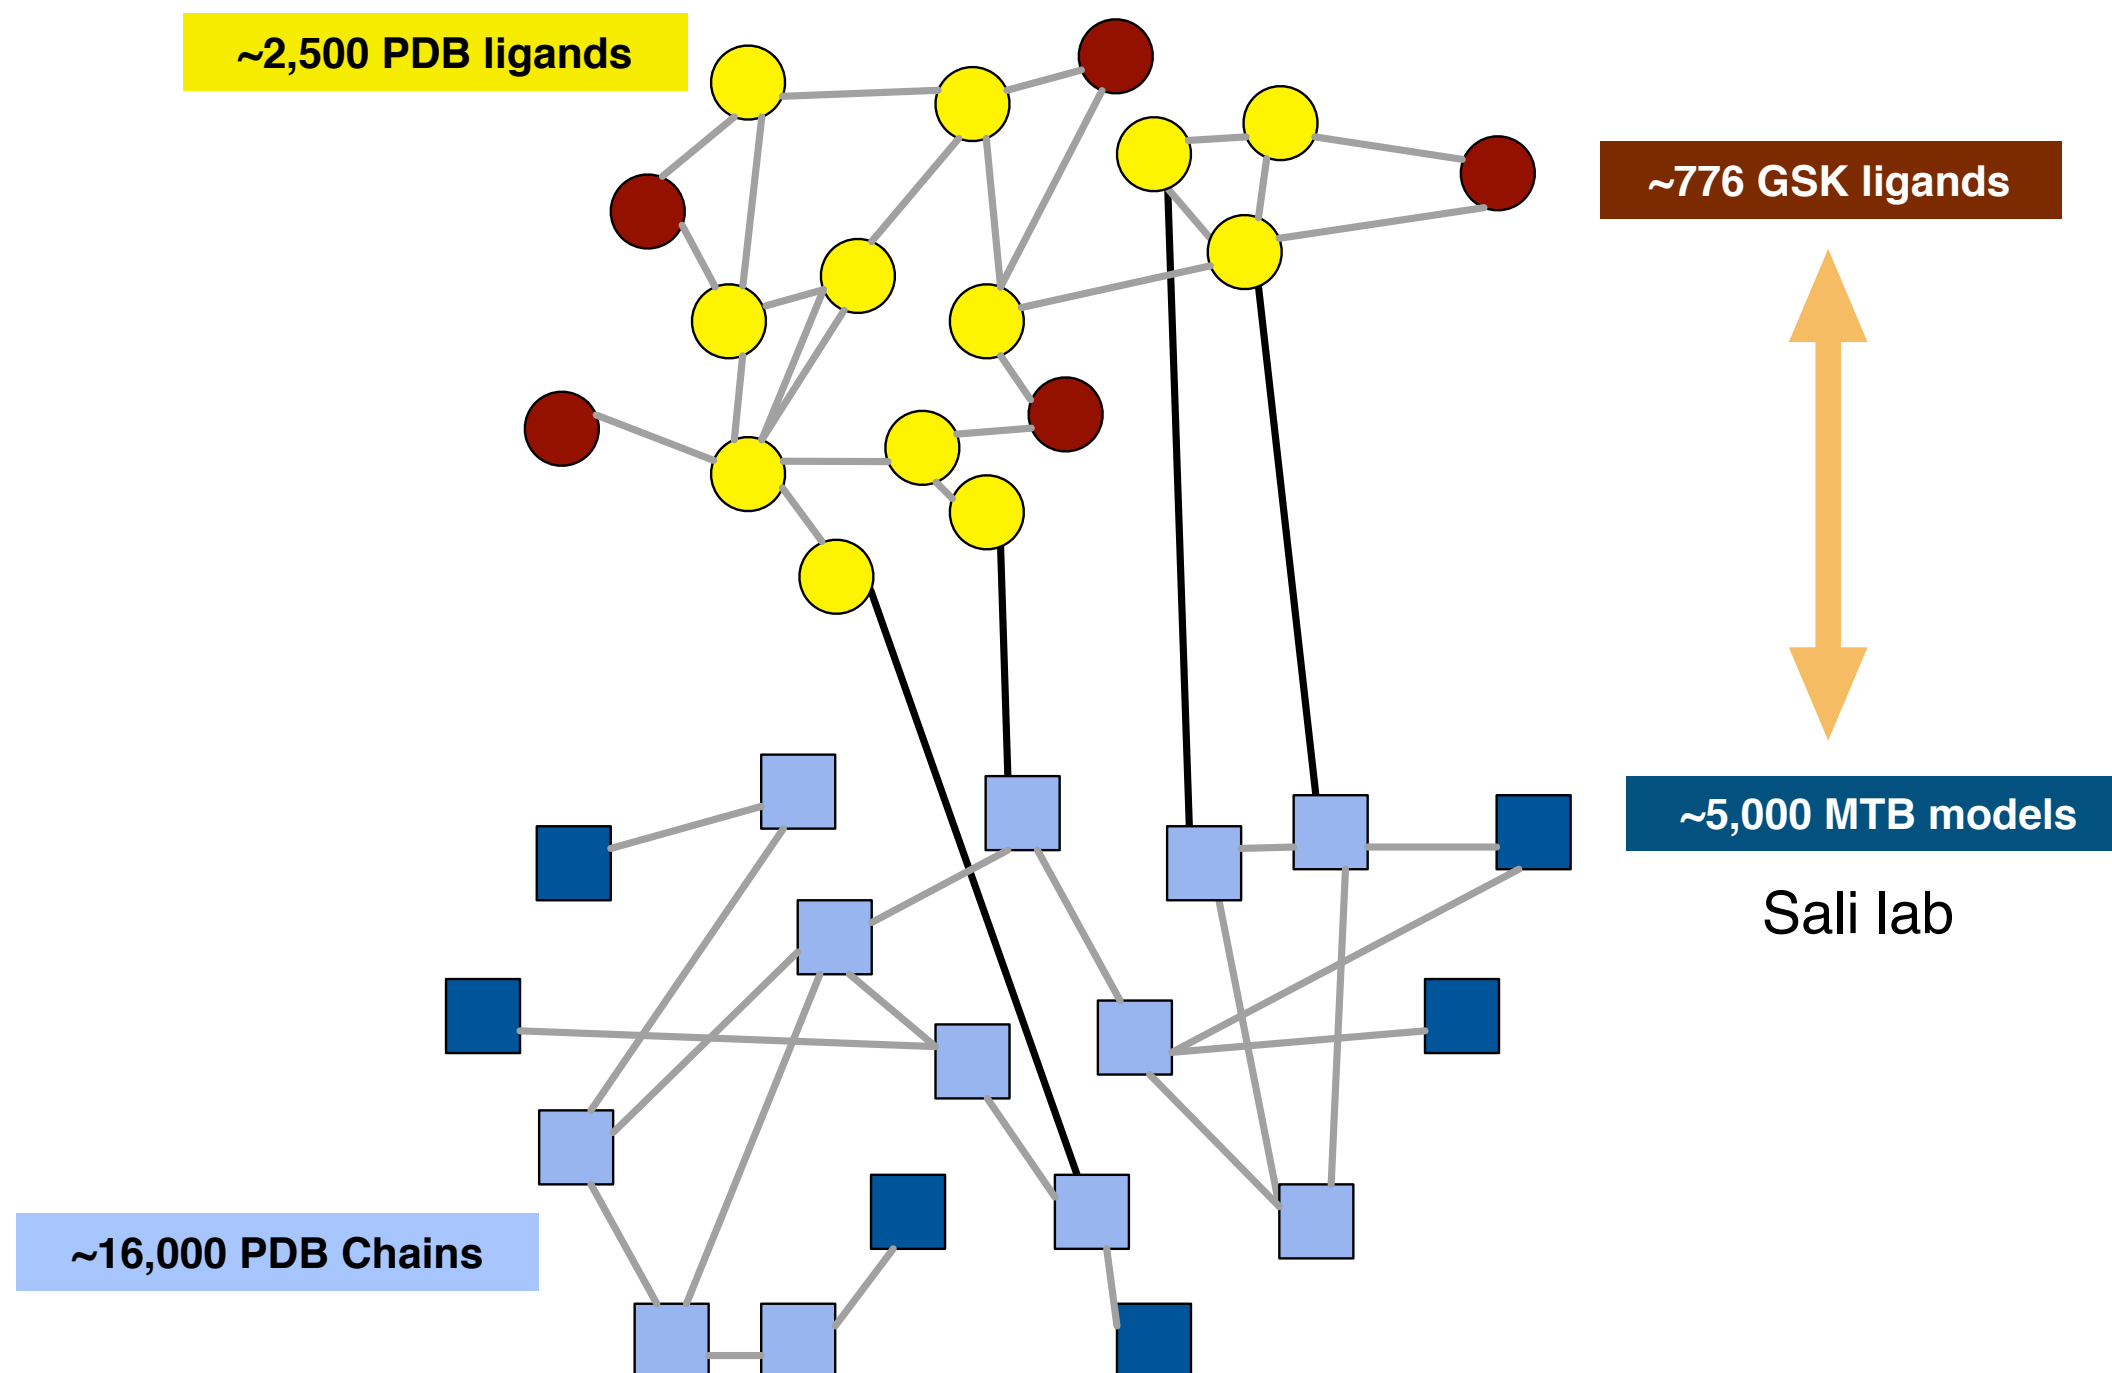 ~2,500 PDB ligands
~776 GSK ligands
~5,000 MTB models
Sali lab
~16,000 PDB Chains